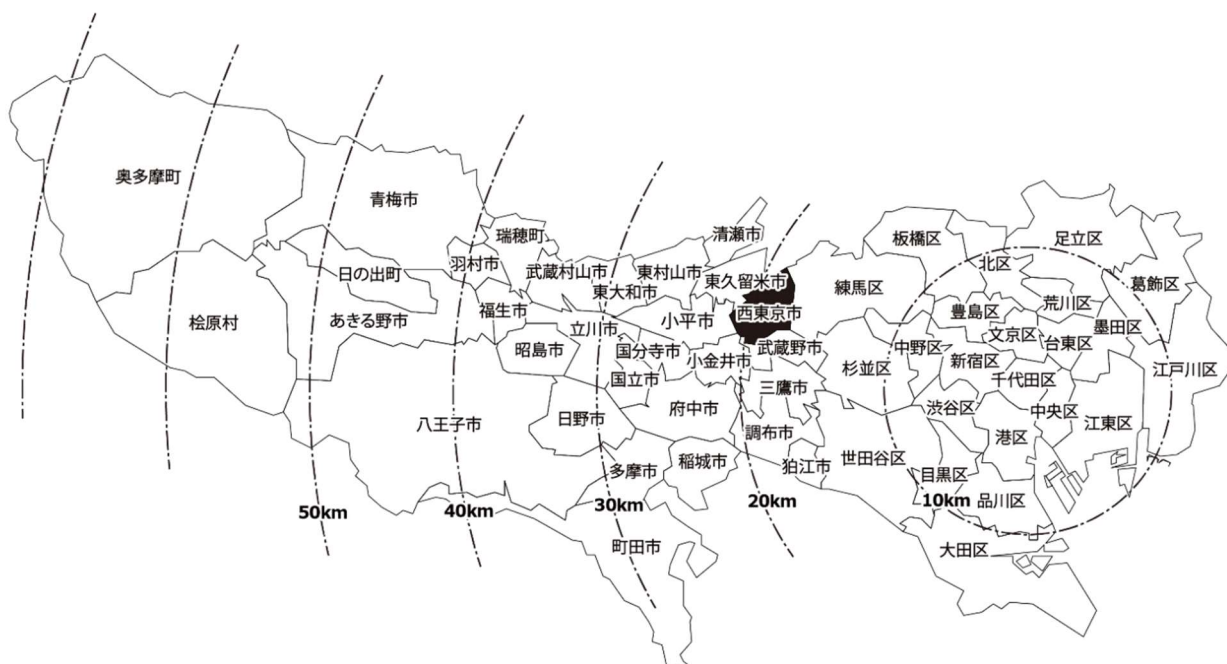 奥多摩町
青梅市
瑞穂町
羽村市
日の出町
桧原村
あきる野市
福生市
昭島市
八王子市
武蔵村山市
東村山市
清瀬市
東大和市
東久留米市
立川市
小平市
西東京市
国分寺市
小金井市
武蔵野市
国立市
三鷹市
日野市
府中市
調布市
多摩市
稲城市
狛江市
町田市
板橋区
足立区
北区
練馬区
葛飾区
豊島区
荒川区
文京区
墨田区
中野区
台東区
杉並区
新宿区
江戸川区
千代田区
渋谷区
中央区
江東区
港区
世田谷区
目黒区
品川区
大田区
50km
40km
30km
20km
10km